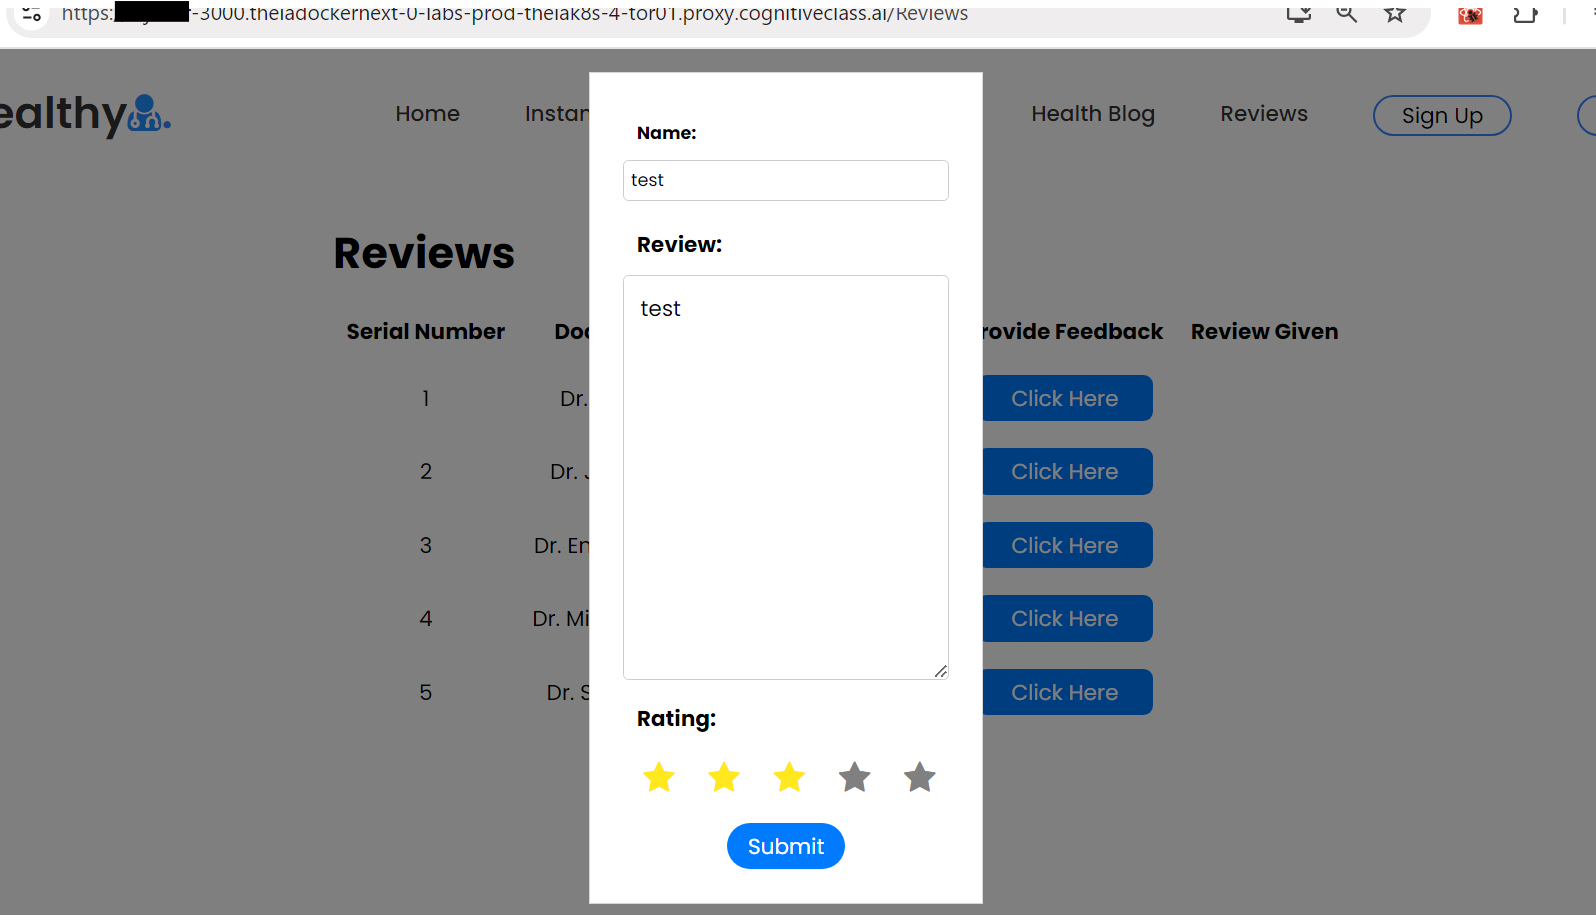 https:
-3000.theiadockernext-0-labs-prod-theiak8s-4-tor01.proxy.cognitiveclass.ai/Reviews
ealthy
Home
Instan
Health Blog
Reviews
Sign Up
Name:
test
Review:
test
Reviews
Serial Number
Doc
rovide Feedback
Review Given
1
Dr.
Click Here
2
Dr. J
Click Here
3
Dr. Em
Click Here
4
Dr. Mi
Click Here
5
Dr. S
Click Here
Rating:
Submit